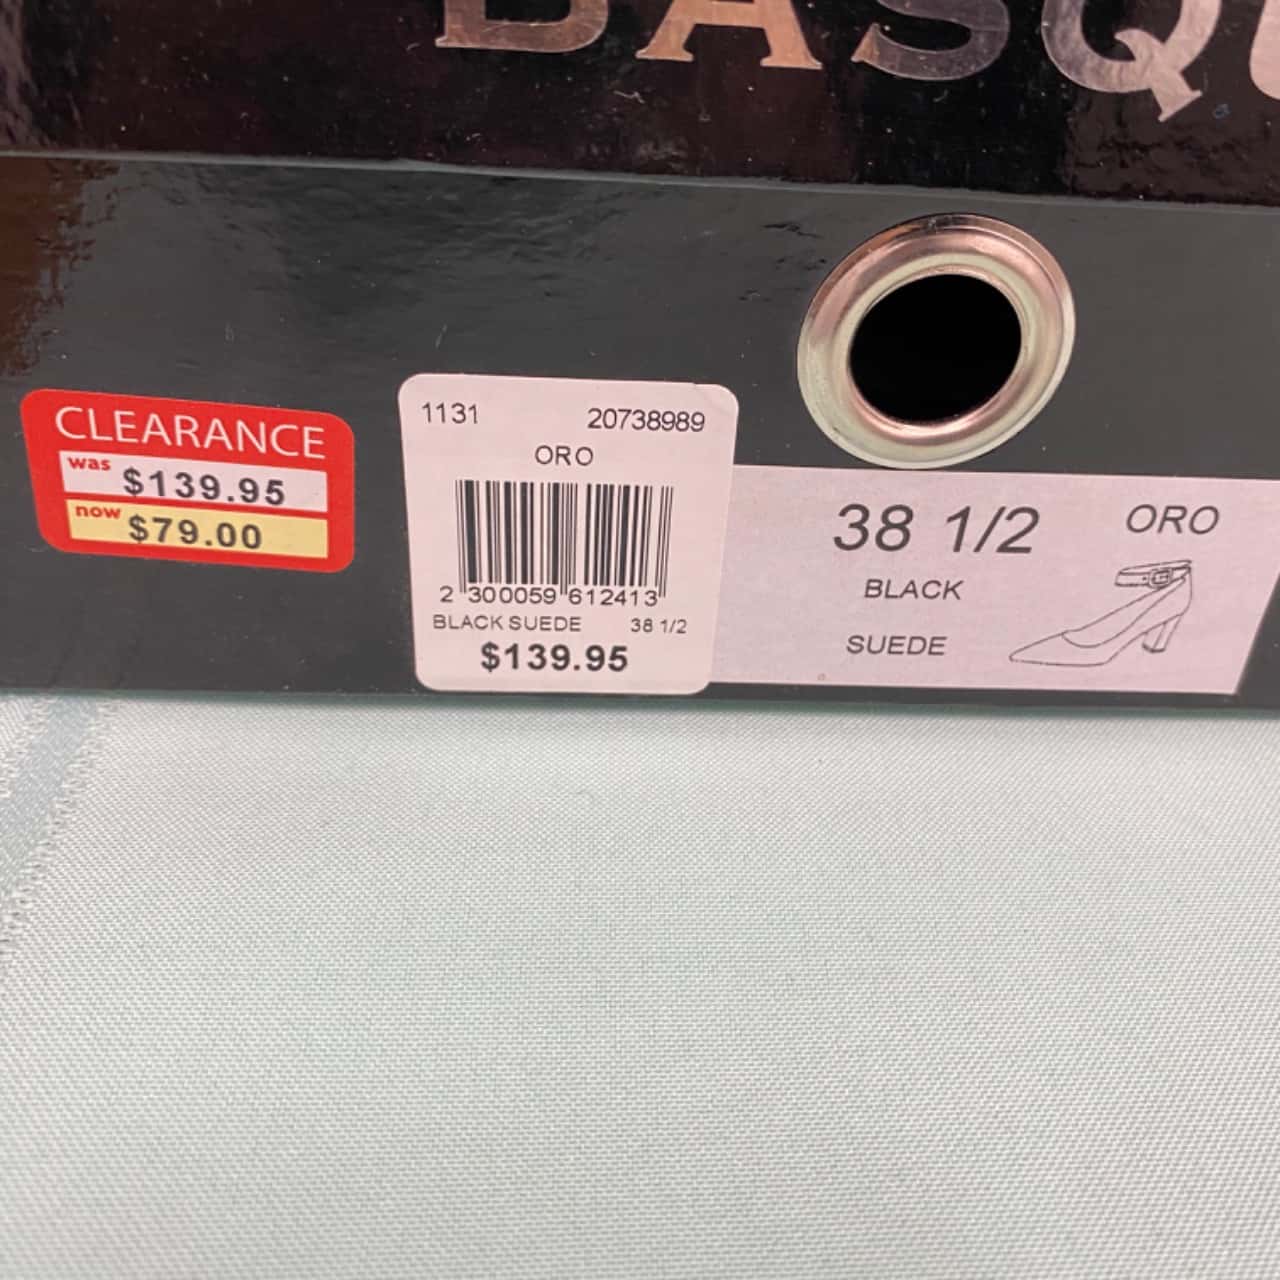 BASQU
CLEARANCE
was $139.95
now $79.00
1131 20738989
ORO
2 300059 612413
BLACK SUEDE 38 1/2
$139.95
38 1/2 ORO
BLACK
SUEDE